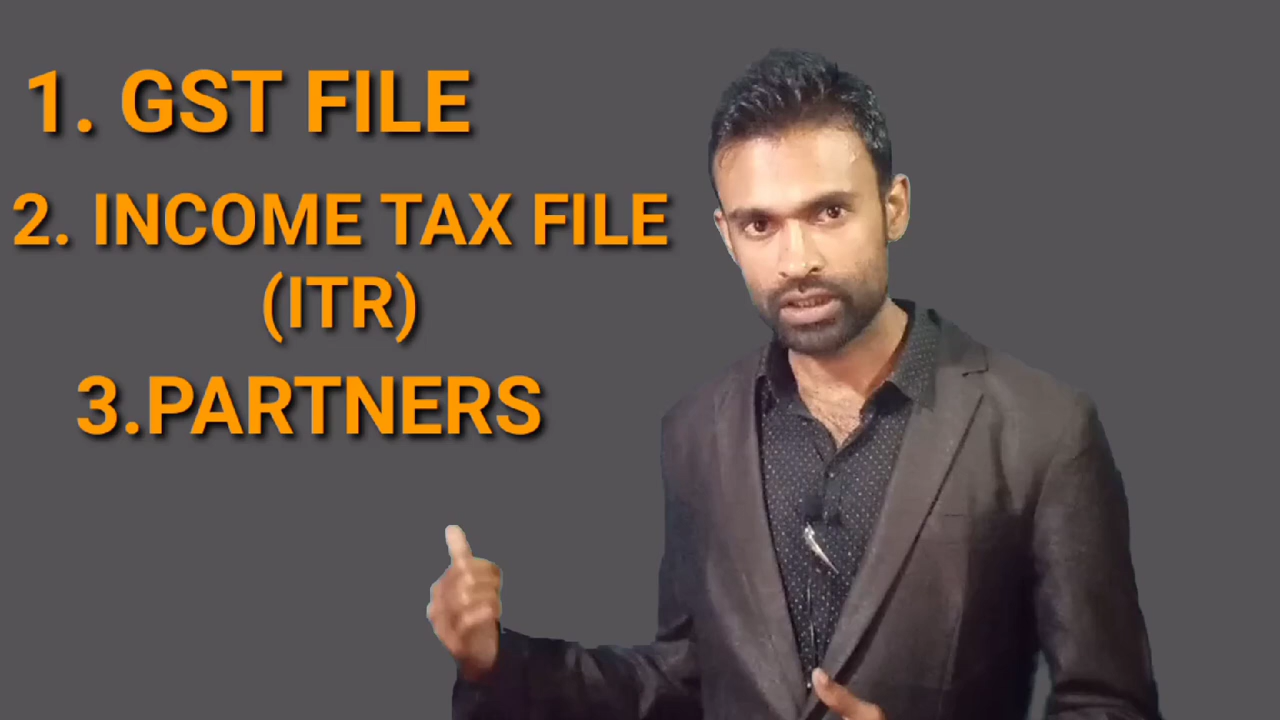 1. GST FILE
2. INCOME TAX FILE
(ITR)
3.PARTNERS